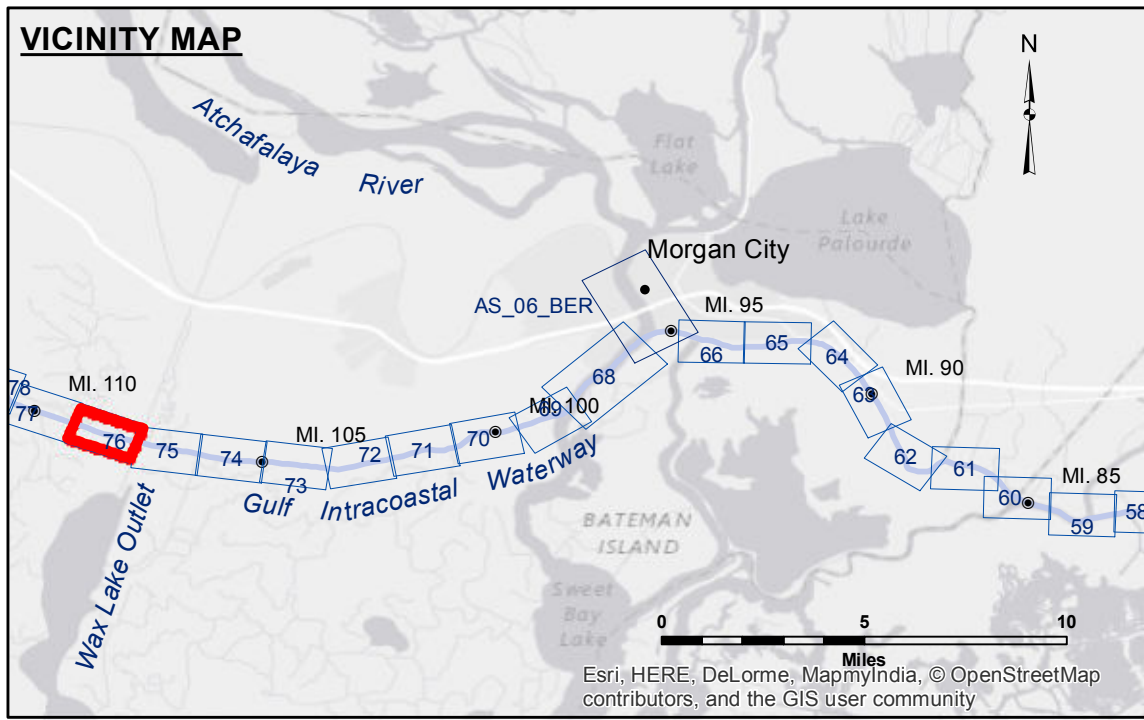 VICINITY MAP
N
Atchafalaya
River
Flat
Lake
Lake
Palourde
Morgan City
AS_06_BER
MI. 95
66
65
64
MI. 90
63
68
78
MI. 110
77
76
75
74
MI. 105
73
72
71
70
69
MI. 100
62
61
MI. 85
60
59
58
Gulf
Intracoastal
Waterway
Wax Lake Outlet
BATEMAN
ISLAND
Sweet
Bay
Lake
0
5
10
Miles
Esri, HERE, DeLorme, MapmyIndia, © OpenStreetMap
contributors, and the GIS user community